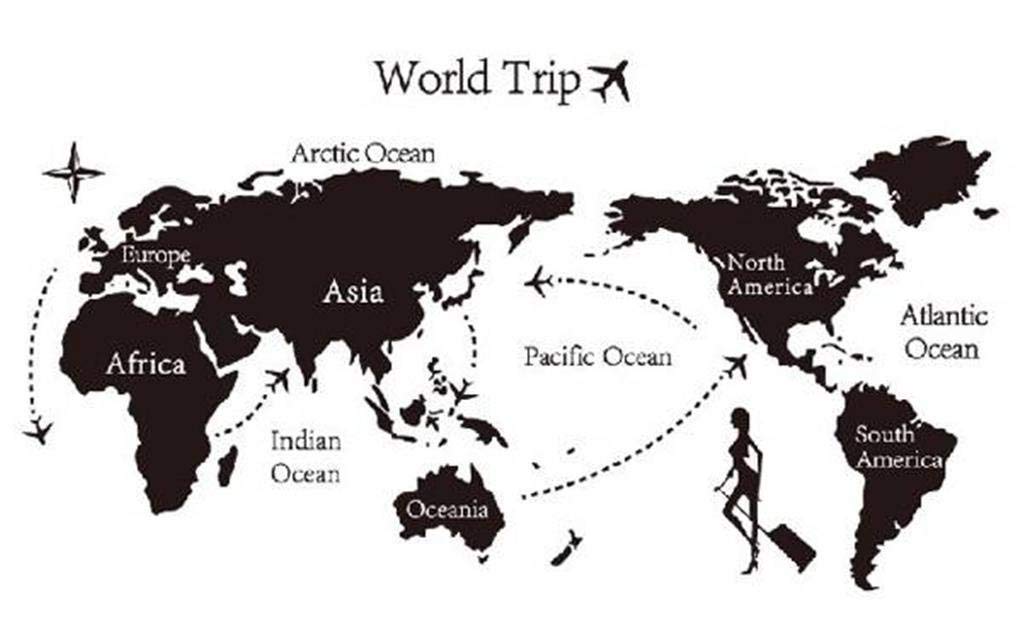 World Trip
Arctic Ocean
Europe
Asia
North
America
Atlantic
Ocean
Africa
Pacific Ocean
Indian
Ocean
South
America
Oceania